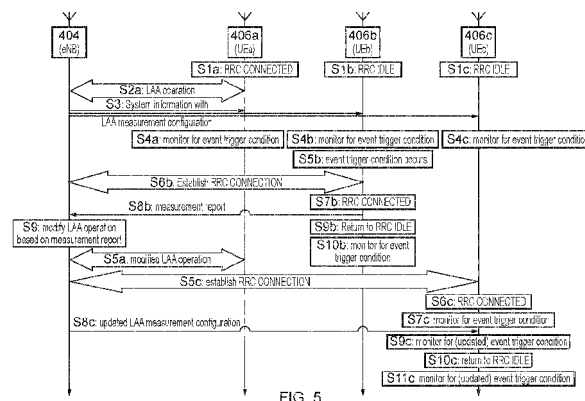 404
(eNB)
406a
(UEa)
406b
(UEb)
406c
(UEc)
S1a: RRC CONNECTED
S1b: RRC IDLE
S1c: RRC IDLE
S2a: LAA operation
S3: System information with
LAA measurement configuration
S4a: monitor for event trigger condition
S4b: monitor for event trigger condition
S4c: monitor for event trigger condition
S5b: event trigger condition occurs
S6b: Establish RRC CONNECTION
S7b: RRC CONNECTED
S8b: measurement report
S9: modify LAA operation
based on measurement report
S9b: Return to RRC IDLE
S10b: monitor for event
trigger condition
S5a: modified LAA operation
S5c: establish RRC CONNECTION
S6c: RRC CONNECTED
S7c: monitor for event trigger condition
S8c: updated LAA measurement configuration
S9c: monitor for (updated) event trigger condition
S10c: return to RRC IDLE
S11c: monitor for (updated) event trigger condition
FIG. 5